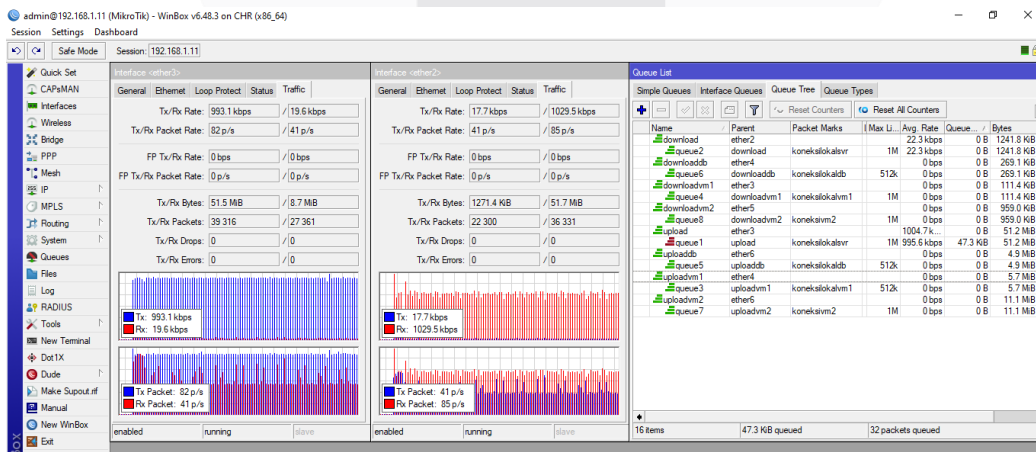 admin@192.168.1.11 (MikroTik) - WinBox v6.48.3 on CHR (x86_64)
Session Settings Dashboard
Safe Mode Session: 192.168.1.11
Quick Set
CAPsMAN
Interfaces
Wireless
Bridge
PPP
Mesh
IP
MPLS
Routing
System
Queues
Files
Log
RADIUS
Tools
New Terminal
Dot1X
Dude
Make Supout.rif
Manual
New WinBox
Exit
Interface <ether3>
General Ethernet Loop Protect Status Traffic
Tx/Rx Rate: 993.1 kbps / 19.6 kbps
Tx/Rx Packet Rate: 82 p/s / 41 p/s
FP Tx/Rx Rate: 0 bps / 0 bps
FP Tx/Rx Packet Rate: 0 p/s / 0 p/s
Tx/Rx Bytes: 51.5 MiB / 8.7 MiB
Tx/Rx Packets: 39 316 / 27 361
Tx/Rx Drops: 0 / 0
Tx/Rx Errors: 0 / 0
Tx: 993.1 kbps
Rx: 19.6 kbps
Tx Packet: 82 p/s
Rx Packet: 41 p/s
enabled running slave
Interface <ether2>
General Ethernet Loop Protect Status Traffic
Tx/Rx Rate: 17.7 kbps / 1029.5 kbps
Tx/Rx Packet Rate: 41 p/s / 85 p/s
FP Tx/Rx Rate: 0 bps / 0 bps
FP Tx/Rx Packet Rate: 0 p/s / 0 p/s
Tx/Rx Bytes: 1271.4 KiB / 51.7 MiB
Tx/Rx Packets: 22 300 / 36 331
Tx/Rx Drops: 0 / 0
Tx/Rx Errors: 0 / 0
Tx: 17.7 kbps
Rx: 1029.5 kbps
Tx Packet: 41 p/s
Rx Packet: 85 p/s
enabled running slave
Queue List
Simple Queues Interface Queues Queue Tree Queue Types
Reset Counters Reset All Counters
Name Parent Packet Marks Max Li... Avg. Rate Queue... Bytes
download ether2 22.3 kbps 0 B 1241.8 KiB
queue2 download koneksilokalsvr 1M 22.3 kbps 0 B 1241.8 KiB
downloaddb ether4 0 bps 0 B 269.1 KiB
queue6 downloaddb koneksilokaldb 512k 0 bps 0 B 269.1 KiB
downloadvm1 ether3 0 bps 0 B 111.4 KiB
queue4 downloadvm1 koneksilokalvm1 1M 0 bps 0 B 111.4 KiB
downloadvm2 ether5 0 bps 0 B 959.0 KiB
queue8 downloadvm2 koneksivm2 1M 0 bps 0 B 959.0 KiB
upload ether3 1004.7 k... 0 B 51.2 MiB
queue1 upload koneksilokalsvr 1M 995.6 kbps 47.3 KiB 51.2 MiB
uploaddb ether6 0 bps 0 B 4.9 MiB
queue5 uploaddb koneksilokaldb 512k 0 bps 0 B 4.9 MiB
uploadvm1 ether4 0 bps 0 B 5.7 MiB
queue3 uploadvm1 koneksilokalvm1 512k 0 bps 0 B 5.7 MiB
uploadvm2 ether6 0 bps 0 B 11.1 MiB
queue7 uploadvm2 koneksivm2 1M 0 bps 0 B 11.1 MiB
16 items 47.3 KiB queued 32 packets queued